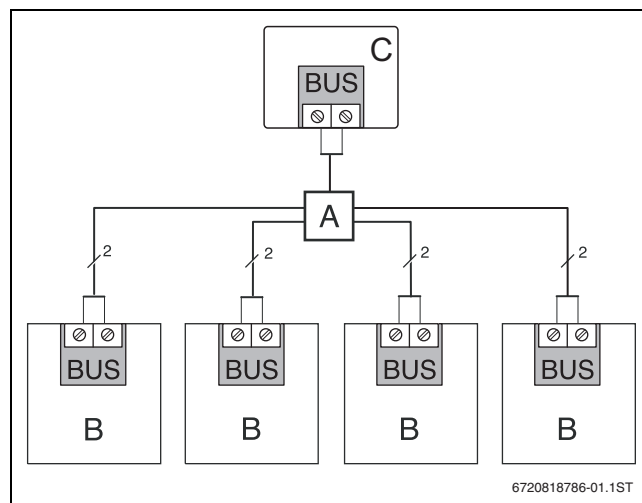 C
BUS
A
2 2 2 2
BUS BUS BUS BUS
B B B B
6720818786-01.1ST